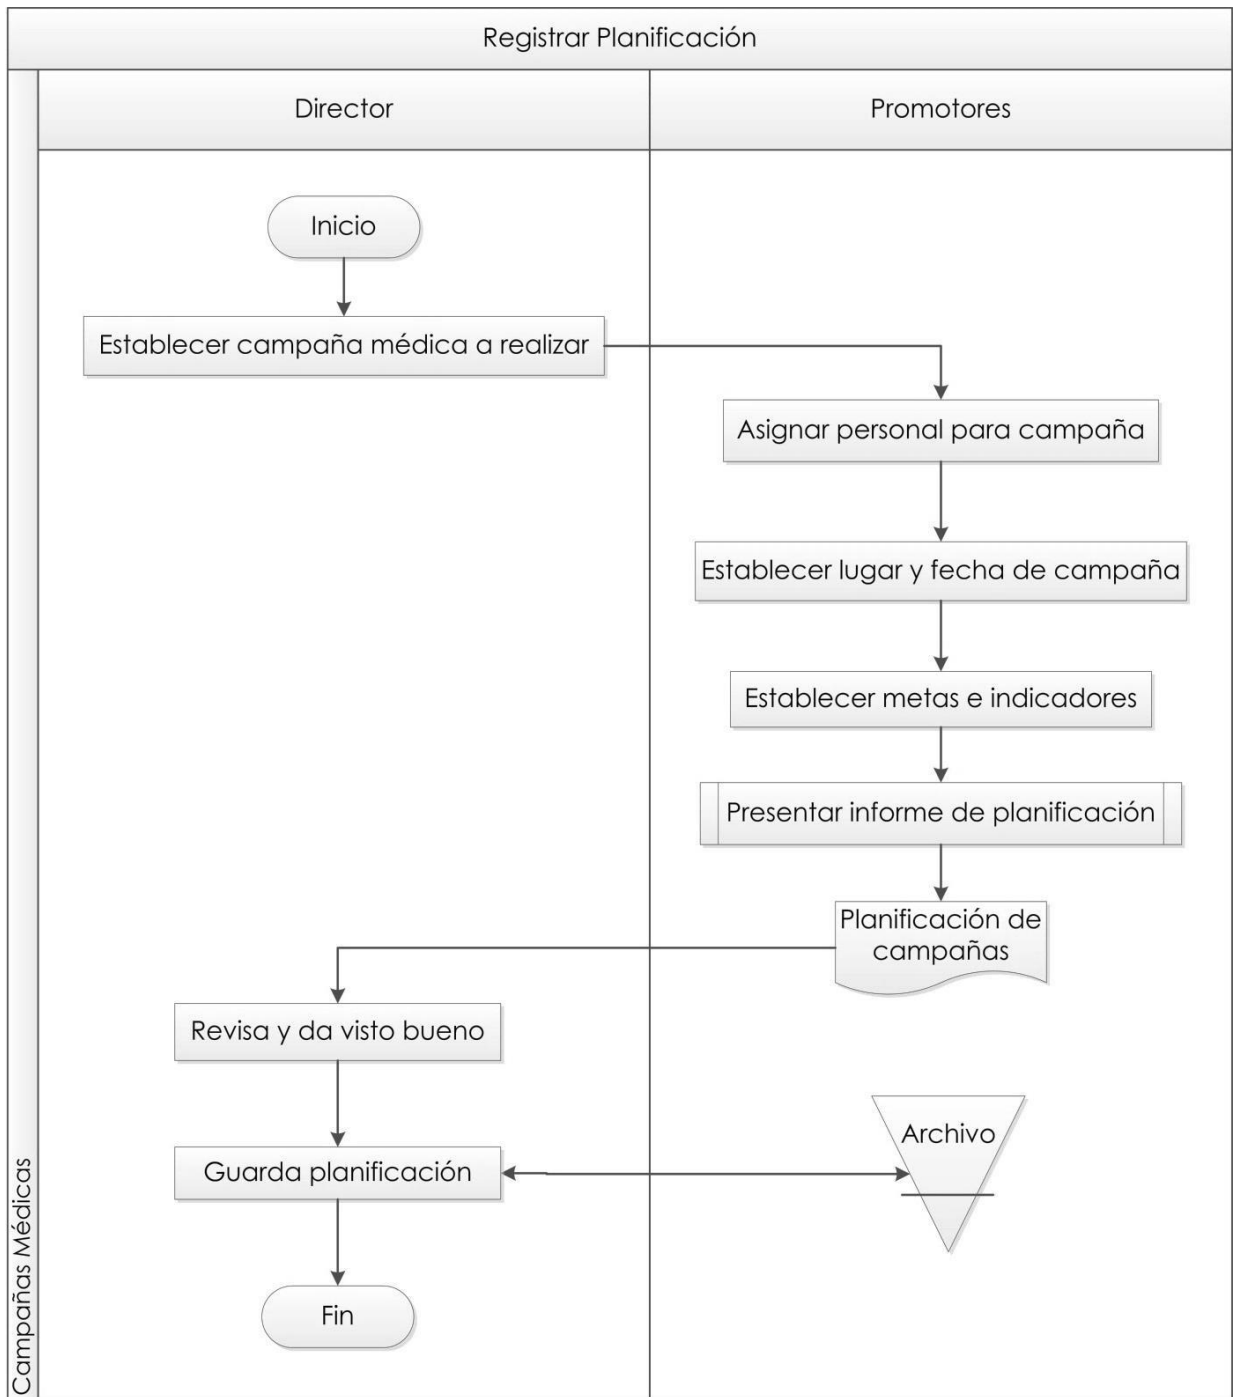 Registrar Planificación
Director
Promotores
Campañas Médicas
Inicio
Establecer campaña médica a realizar
Asignar personal para campaña
Establecer lugar y fecha de campaña
Establecer metas e indicadores
Presentar informe de planificación
Planificación de
campañas
Revisa y da visto bueno
Archivo
Guarda planificación
Fin